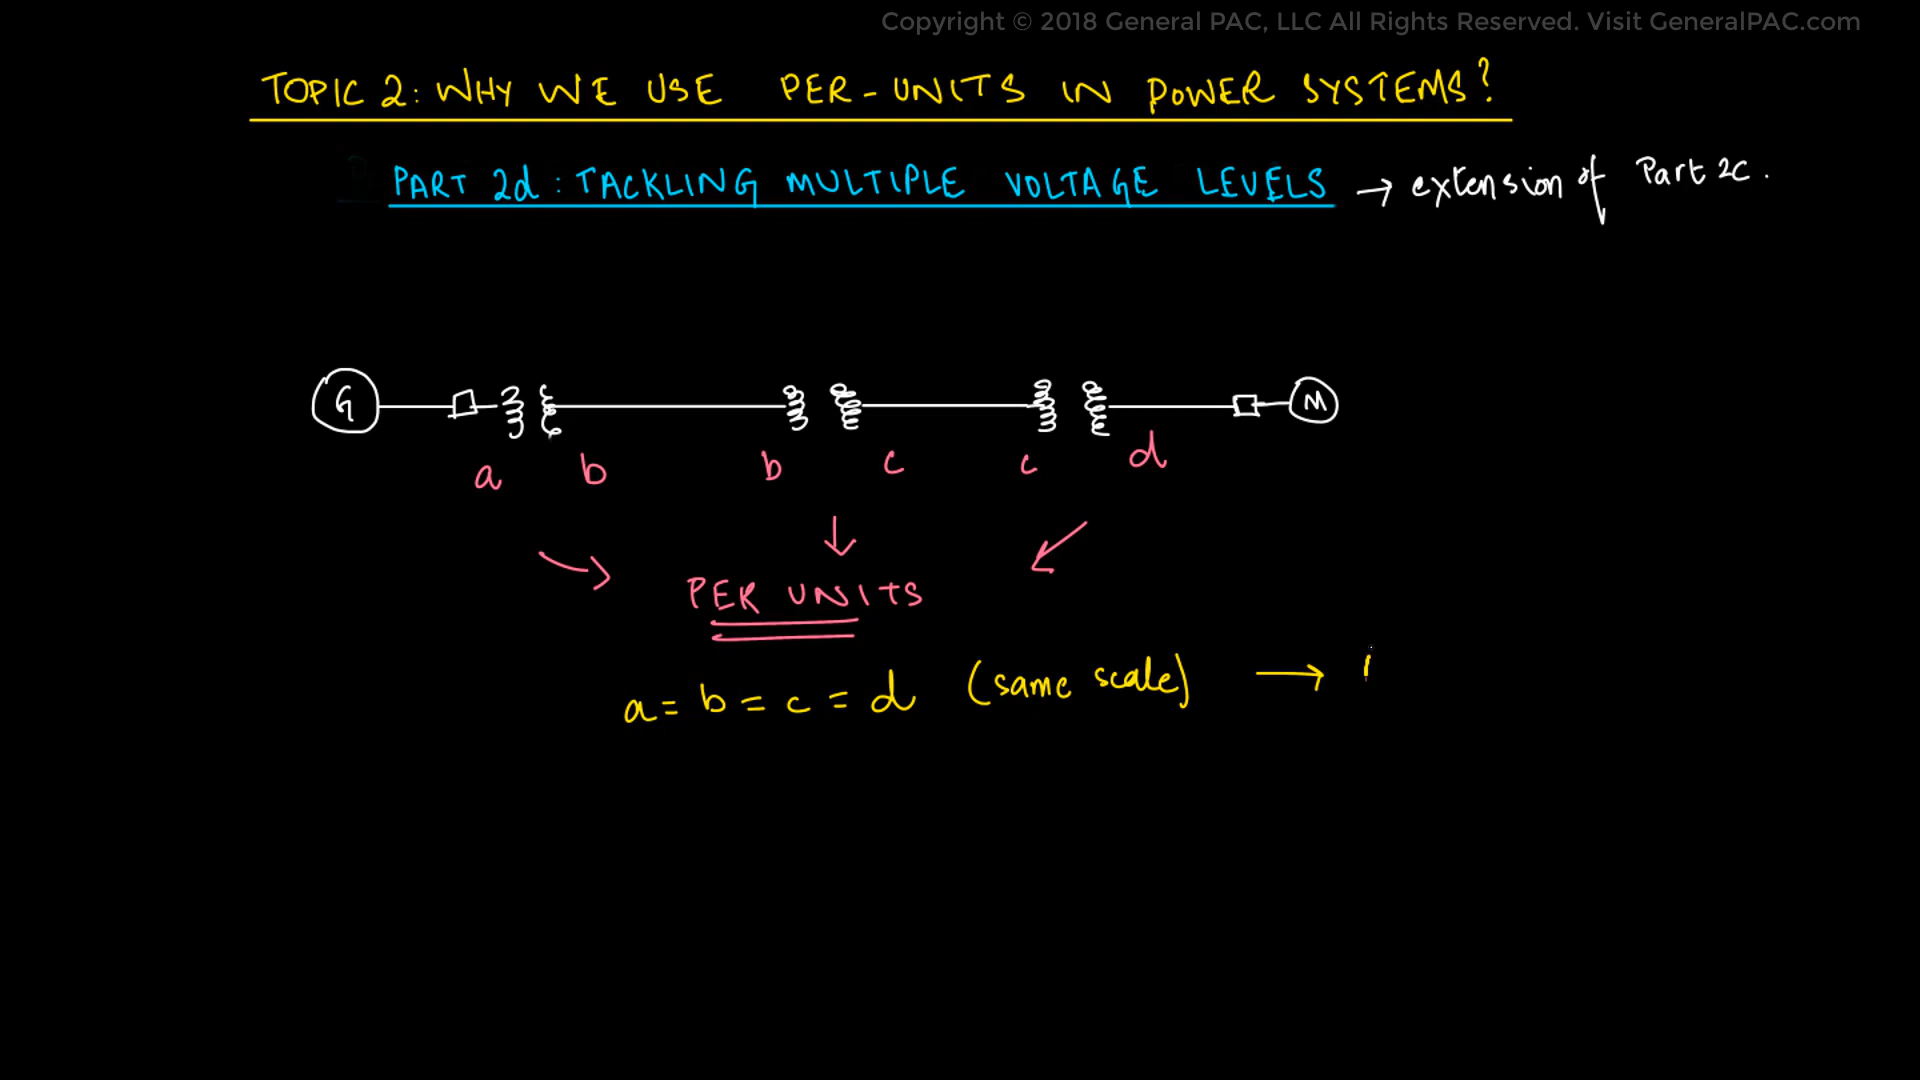 Copyright © 2018 General PAC, LLC All Rights Reserved. Visit GeneralPAC.com
TOPIC 2: WHY WE USE PER-UNITS IN POWER SYSTEMS?
PART 2d: TACKLING MULTIPLE VOLTAGE LEVELS → extension of Part 2C.
G M
a b b c c d
PER UNITS
a = b = c = d (same scale) →